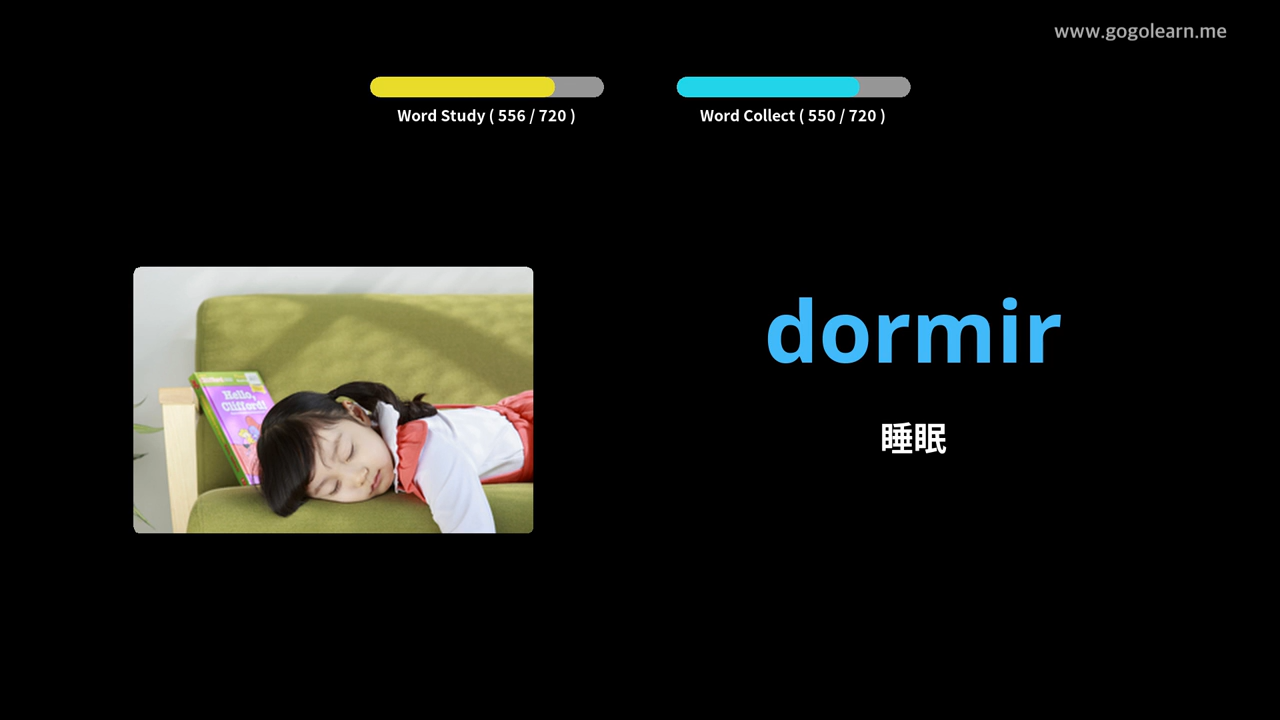 www.gogolearn.me
Word Study ( 556 / 720 )
Word Collect ( 550 / 720 )
Hello,
Clifford!
dormir
睡眠